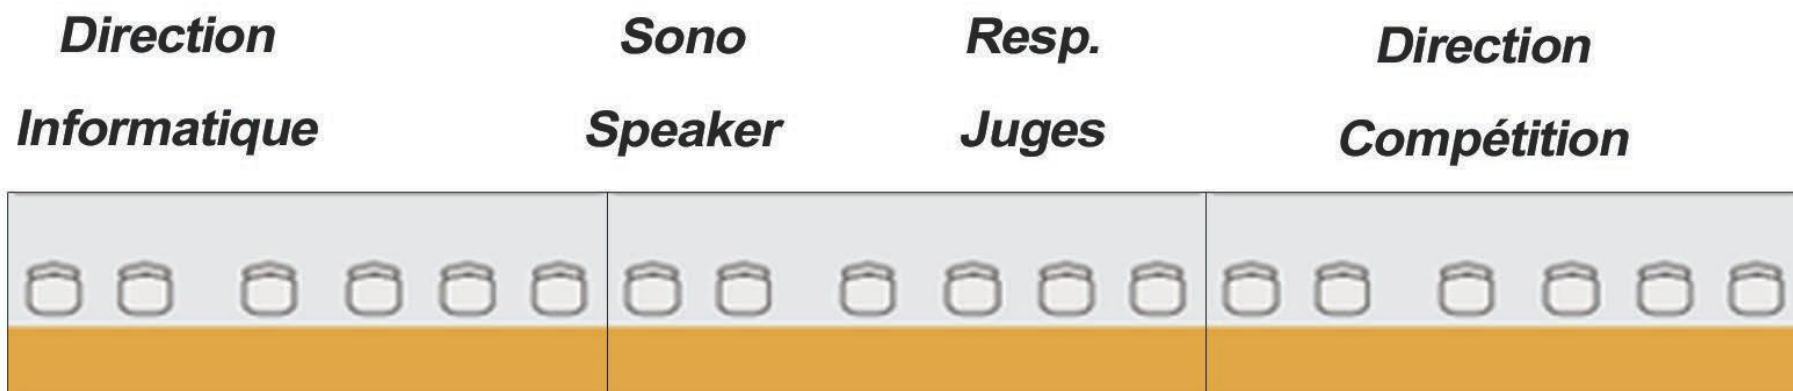 Direction
Informatique
Sono
Speaker
Resp.
Juges
Direction
Compétition